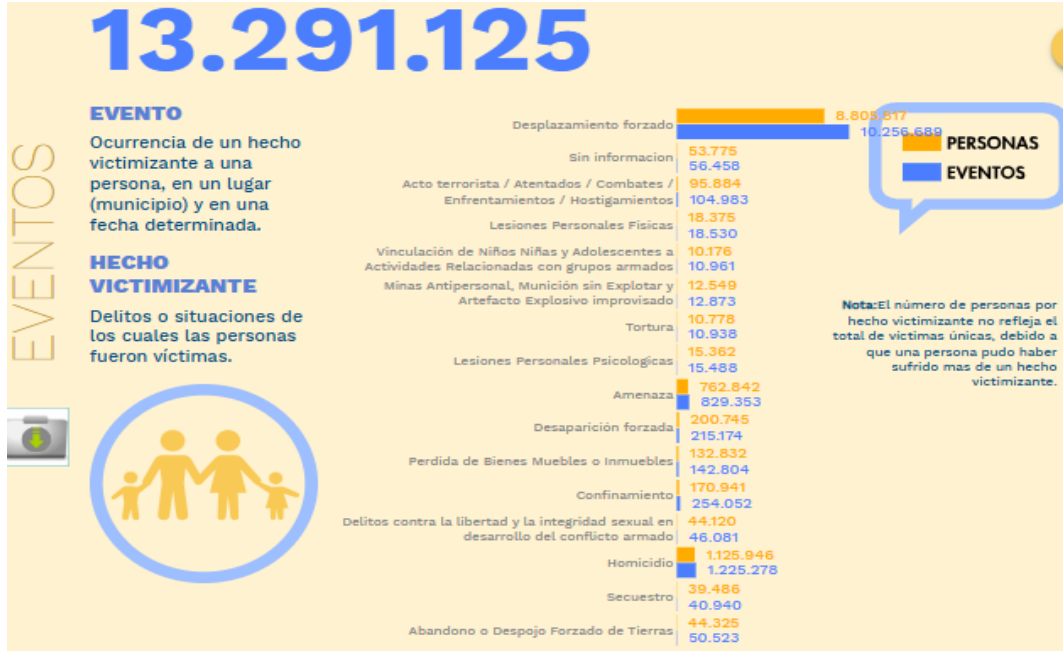 13.291.125
EVENTOS
EVENTO
Ocurrencia de un hecho
victimizante a una
persona, en un lugar
(municipio) y en una
fecha determinada.
HECHO
VICTIMIZANTE
Delitos o situaciones de
los cuales las personas
fueron víctimas.
Desplazamiento forzado
8.805.817
10.256.689
Sin informacion
53.775
56.458
Acto terrorista / Atentados / Combates /
Enfrentamientos / Hostigamientos
95.884
104.983
Lesiones Personales Fisicas
18.375
18.530
Vinculación de Niños Niñas y Adolescentes a
Actividades Relacionadas con grupos armados
10.176
10.961
Minas Antipersonal, Munición sin Explotar y
Artefacto Explosivo improvisado
12.549
12.873
Tortura
10.778
10.938
Lesiones Personales Psicologicas
15.362
15.488
Amenaza
762.842
829.353
Desaparición forzada
200.745
215.174
Perdida de Bienes Muebles o Inmuebles
132.832
142.804
Confinamiento
170.941
254.052
Delitos contra la libertad y la integridad sexual en
desarrollo del conflicto armado
44.120
46.081
Homicidio
1.125.946
1.225.278
Secuestro
39.486
40.940
Abandono o Despojo Forzado de Tierras
44.325
50.523
PERSONAS
EVENTOS
Nota:El número de personas por
hecho victimizante no refleja el
total de victimas únicas, debido a
que una persona pudo haber
sufrido mas de un hecho
victimizante.